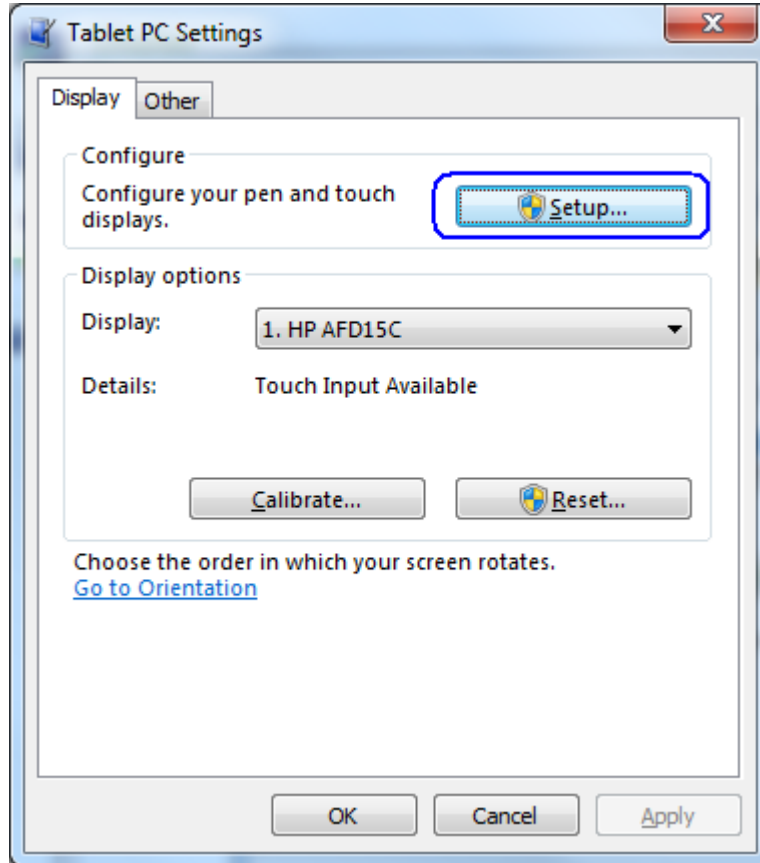 Tablet PC Settings
Display Other
Configure
Configure your pen and touch
displays.
Setup...
Display options
Display: 1. HP AFD15C
Details: Touch Input Available
Calibrate... Reset...
Choose the order in which your screen rotates.
Go to Orientation
OK Cancel Apply